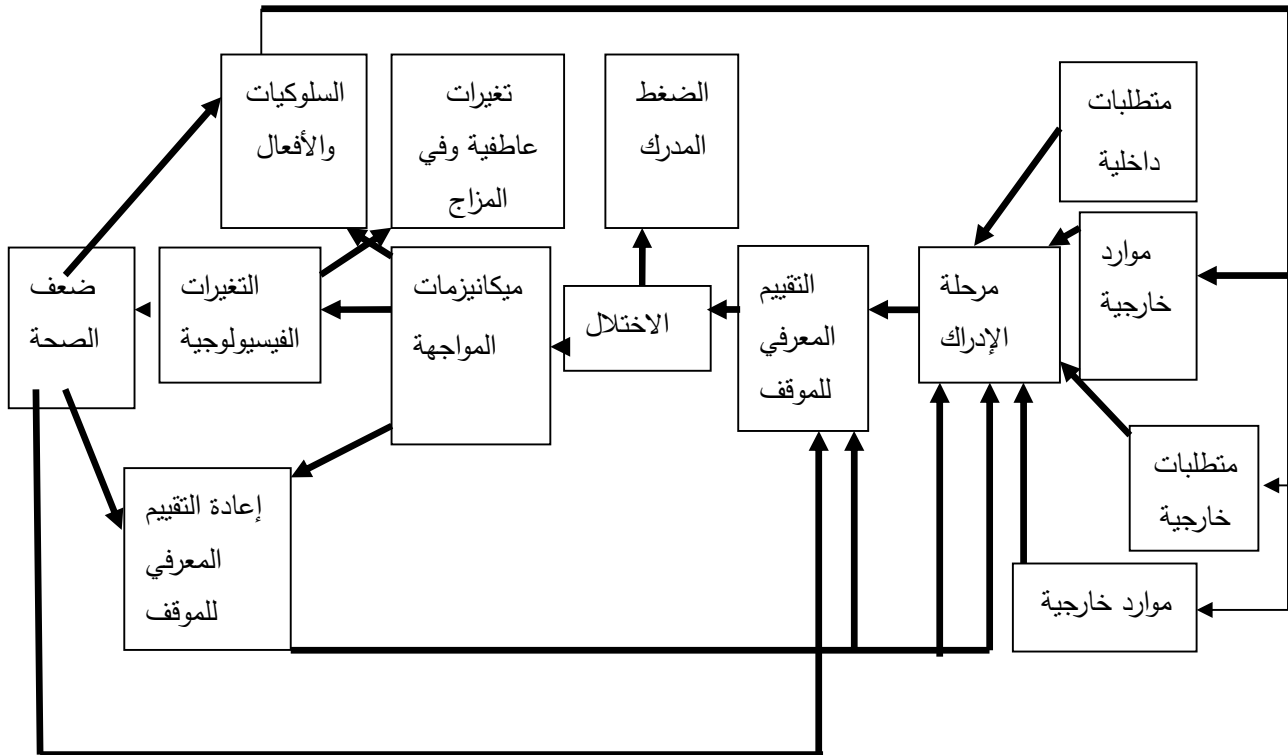 متطلبات
داخلية
موارد
خارجية
متطلبات
خارجية
موارد خارجية
مرحلة
الإدراك
التقييم
المعرفي
للموقف
الاختلال
الضغط
المدرك
ميكانيزمات
المواجهة
تغيرات
عاطفية وفي
المزاج
السلوكيات
والأفعال
التغيرات
الفيسيولوجية
ضعف
الصحة
إعادة التقييم
المعرفي
للموقف